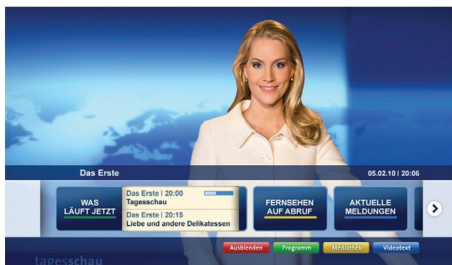 Das Erste
05.02.10 | 20:06
WAS
LÄUFT JETZT
Das Erste | 20:00
Tagesschau
Das Erste | 20:15
Liebe und andere Delikatessen
FERNSEHEN
AUF ABRUF
AKTUELLE
MELDUNGEN
Ausblenden
Programm
Mediathek
Videotext
tagesschau